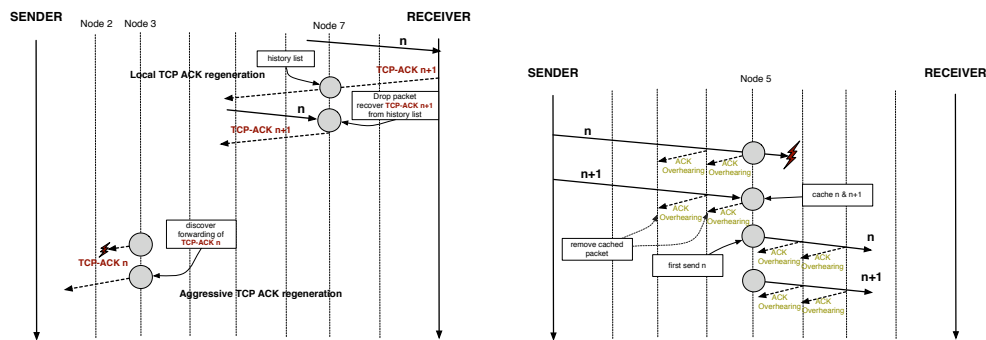 SENDER
Node 2
Node 3
Node 7
RECEIVER
n
history list
Local TCP ACK regeneration
TCP-ACK n+1
n
Drop packet
recover TCP-ACK n+1
from history list
TCP-ACK n+1
discover
forwarding of
TCP-ACK n
TCP-ACK n
Aggressive TCP ACK regeneration
SENDER
Node 5
RECEIVER
n
ACK
Overhearing
ACK
Overhearing
n+1
cache n & n+1
ACK
Overhearing
ACK
Overhearing
remove cached
packet
first send n
n
ACK
Overhearing
ACK
Overhearing
n+1
ACK
Overhearing
ACK
Overhearing